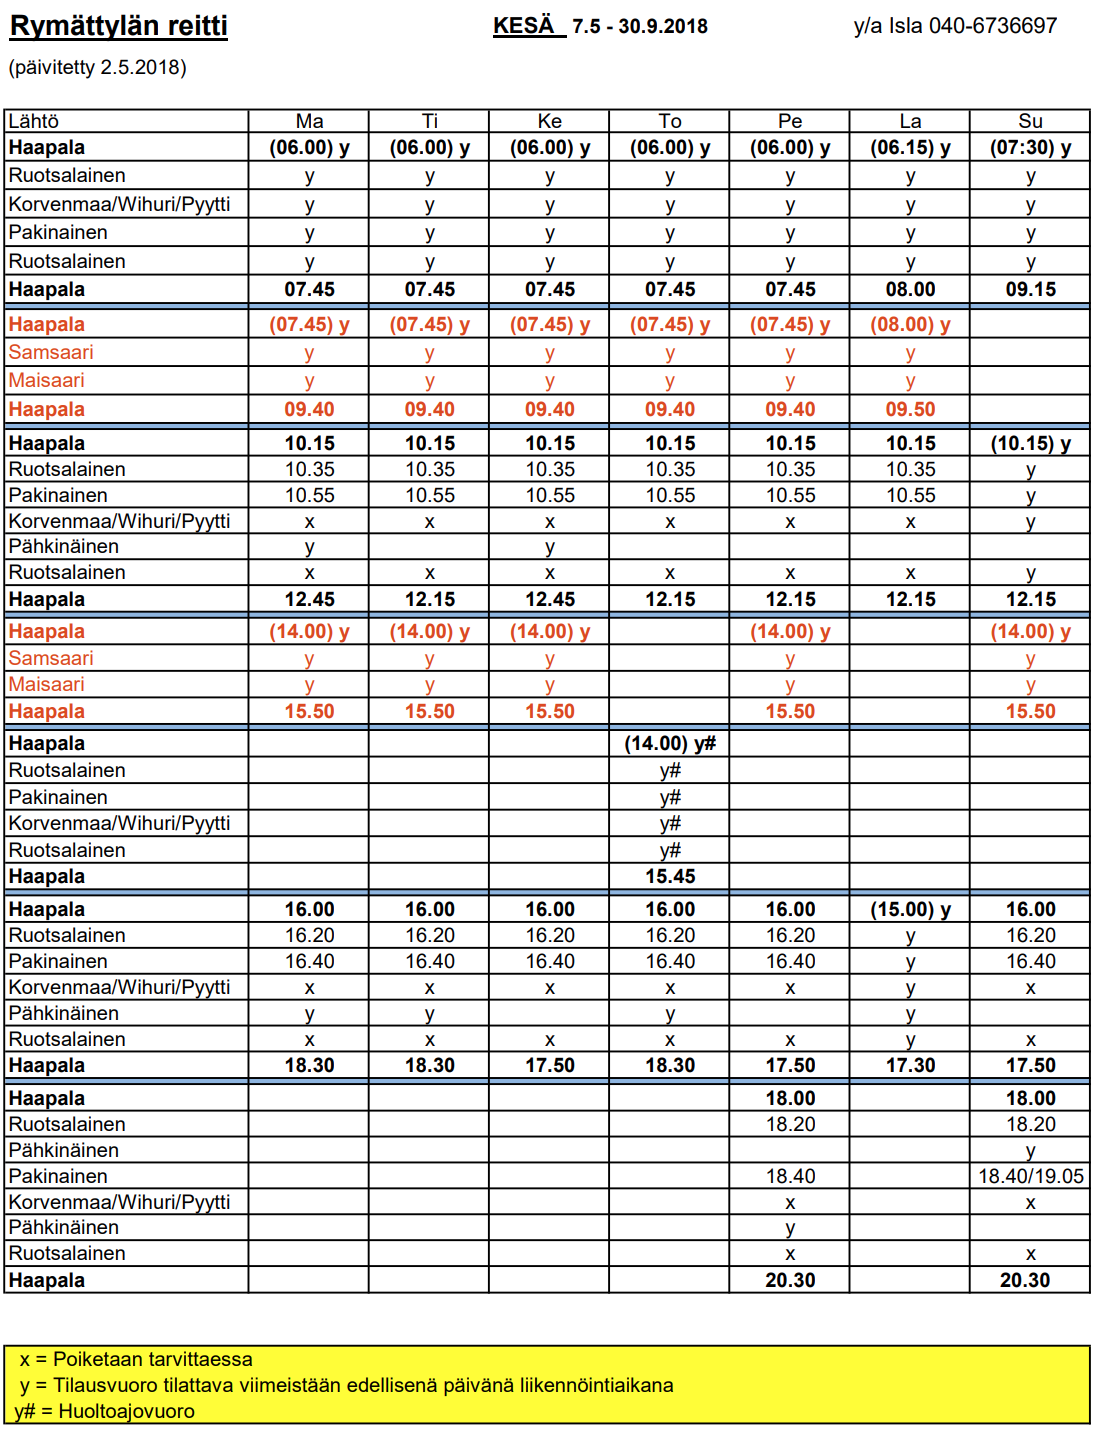 Rymättylän reitti KESÄ 7.5 - 30.9.2018 y/a Isla 040-6736697
(päivitetty 2.5.2018)
Lähtö Ma Ti Ke To Pe La Su
Haapala (06.00) y (06.00) y (06.00) y (06.00) y (06.00) y (06.15) y (07:30) y
Ruotsalainen y y y y y y y
Korvenmaa/Wihuri/Pyytti y y y y y y y
Pakinainen y y y y y y y
Ruotsalainen y y y y y y y
Haapala 07.45 07.45 07.45 07.45 07.45 08.00 09.15
Haapala (07.45) y (07.45) y (07.45) y (07.45) y (07.45) y (08.00) y
Samsaari y y y y y y
Maisaari y y y y y y
Haapala 09.40 09.40 09.40 09.40 09.40 09.50
Haapala 10.15 10.15 10.15 10.15 10.15 10.15 (10.15) y
Ruotsalainen 10.35 10.35 10.35 10.35 10.35 10.35 y
Pakinainen 10.55 10.55 10.55 10.55 10.55 10.55 y
Korvenmaa/Wihuri/Pyytti x x x x x x y
Pähkinäinen y y
Ruotsalainen x x x x x x y
Haapala 12.45 12.15 12.45 12.15 12.15 12.15 12.15
Haapala (14.00) y (14.00) y (14.00) y (14.00) y (14.00) y
Samsaari y y y y y
Maisaari y y y y y
Haapala 15.50 15.50 15.50 15.50 15.50
Haapala (14.00) y#
Ruotsalainen y#
Pakinainen y#
Korvenmaa/Wihuri/Pyytti y#
Ruotsalainen y#
Haapala 15.45
Haapala 16.00 16.00 16.00 16.00 16.00 (15.00) y 16.00
Ruotsalainen 16.20 16.20 16.20 16.20 16.20 y 16.20
Pakinainen 16.40 16.40 16.40 16.40 16.40 y 16.40
Korvenmaa/Wihuri/Pyytti x x x x x y x
Pähkinäinen y y y y
Ruotsalainen x x x x x y x
Haapala 18.30 18.30 17.50 18.30 17.50 17.30 17.50
Haapala 18.00 18.00
Ruotsalainen 18.20 18.20
Pähkinäinen y
Pakinainen 18.40 18.40/19.05
Korvenmaa/Wihuri/Pyytti x x
Pähkinäinen y
Ruotsalainen x x
Haapala 20.30 20.30
x = Poiketaan tarvittaessa
y = Tilausvuoro tilattava viimeistään edellisenä päivänä liikennöintiaikana
y# = Huoltoajovuoro